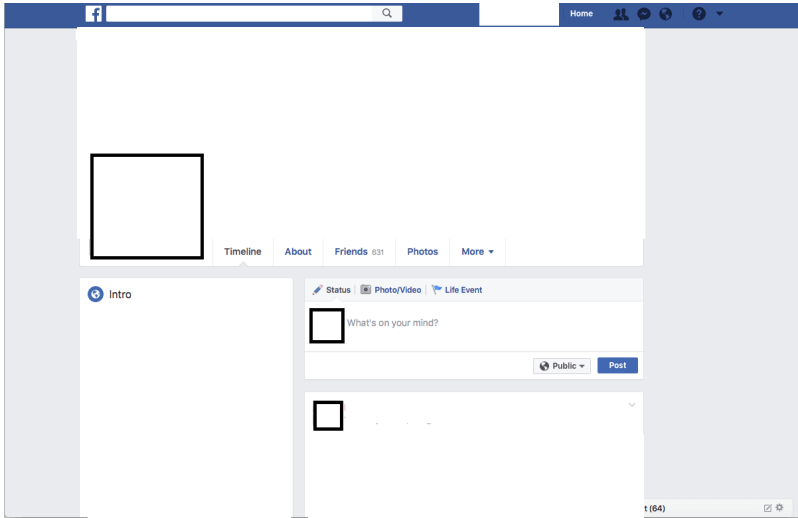 f
Home
Timeline About Friends 631 Photos More
Intro
Status Photo/Video Life Event
What's on your mind?
Public Post
t (64)